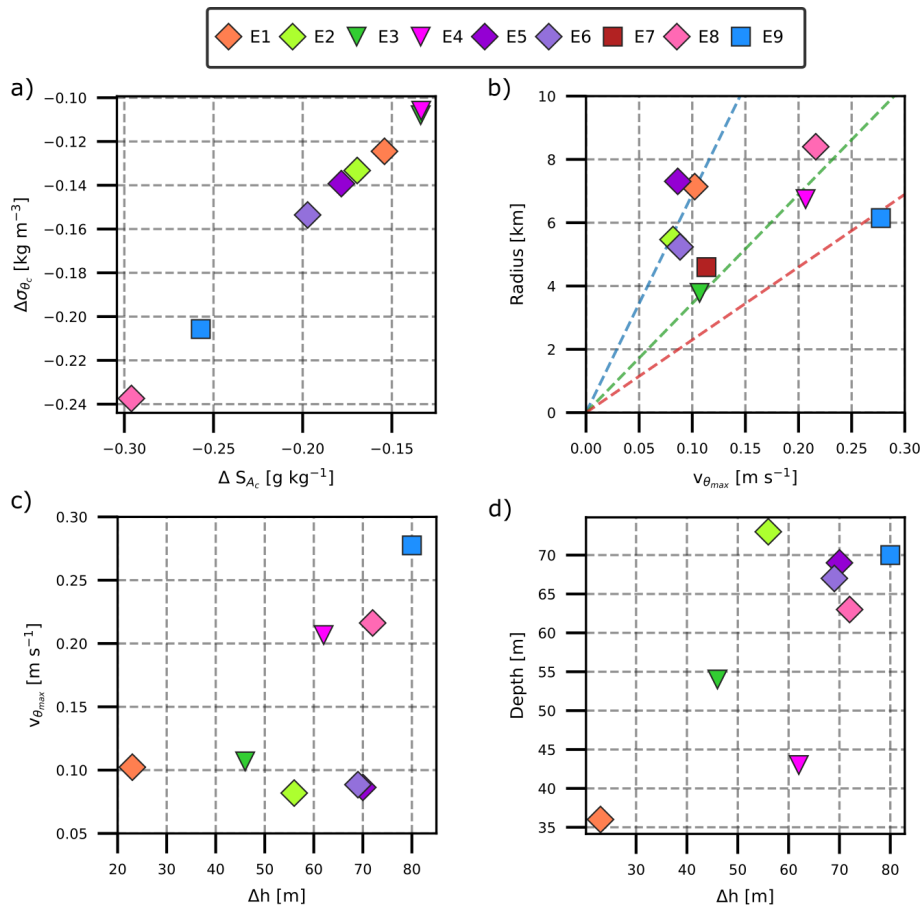 E1 E2 E3 E4 E5 E6 E7 E8 E9
a)
−0.10
−0.12
−0.14
−0.16
−0.18
−0.20
−0.22
−0.24
Δσ_θc [kg m⁻³]
−0.30 −0.25 −0.20 −0.15
Δ S_Ac [g kg⁻¹]
b)
10
8
6
4
2
0
Radius [km]
0.00 0.05 0.10 0.15 0.20 0.25 0.30
v_θmax [m s⁻¹]
c)
0.30
0.25
0.20
0.15
0.10
0.05
v_θmax [m s⁻¹]
20 30 40 50 60 70 80
Δh [m]
d)
70
65
60
55
50
45
40
35
Depth [m]
30 40 50 60 70 80
Δh [m]